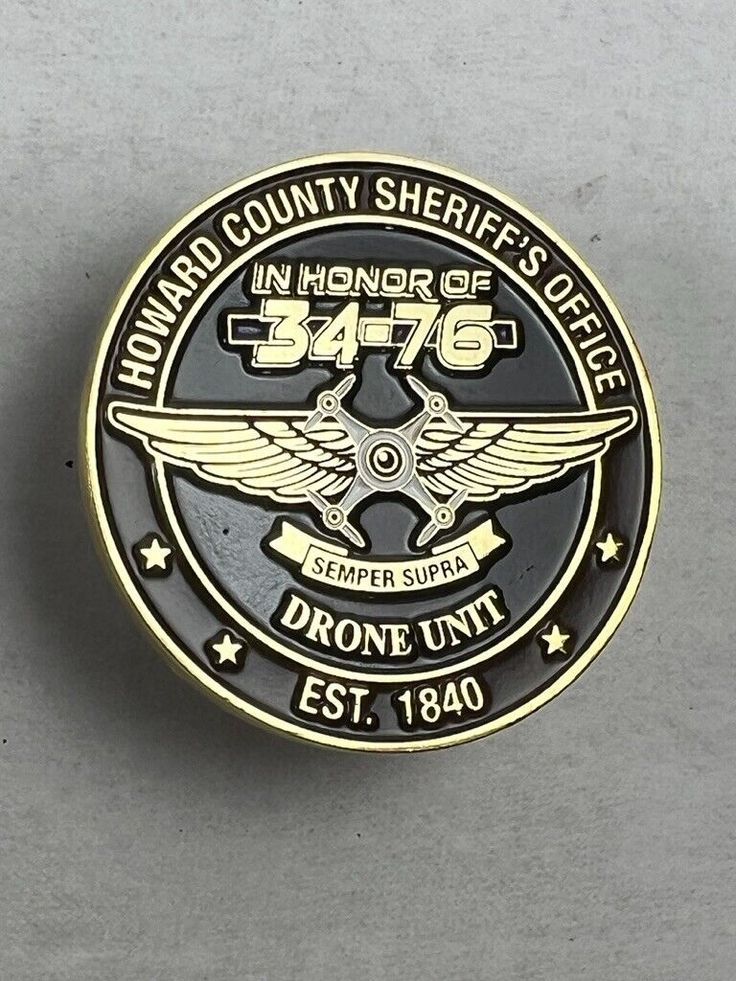 HOWARD COUNTY SHERIFF'S OFFICE
IN HONOR OF
34-76
SEMPER SUPRA
DRONE UNIT
EST. 1840